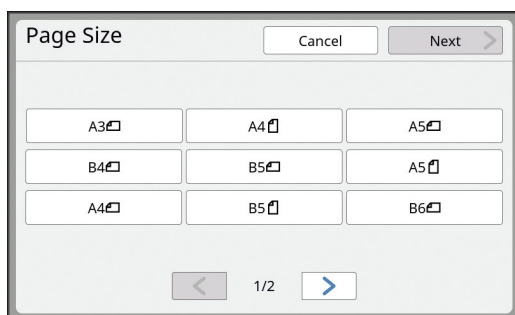 Page Size Cancel Next
A3 A4 A5
B4 B5 A5
A4 B5 B6
1/2